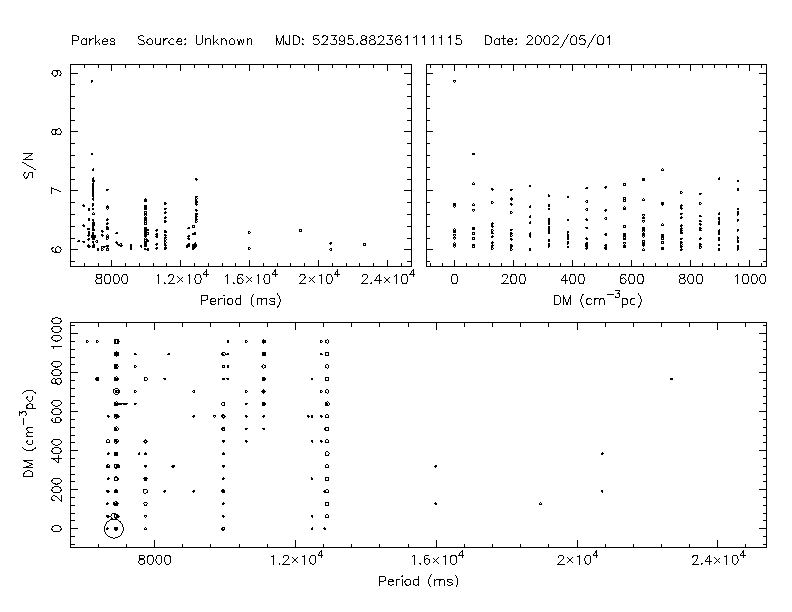 Parkes Source: Unknown MJD: 52395.882361111115 Date: 2002/05/01
9
8
7
6
S/N
8000 1.2×10⁴ 1.6×10⁴ 2×10⁴ 2.4×10⁴
Period (ms)
0 200 400 600 800 1000
DM (cm⁻³pc)
1000
800
600
400
200
0
DM (cm⁻³pc)
8000 1.2×10⁴ 1.6×10⁴ 2×10⁴ 2.4×10⁴
Period (ms)